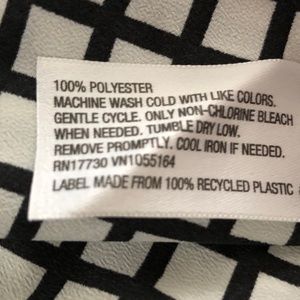 100% POLYESTER
MACHINE WASH COLD WITH LIKE COLORS.
GENTLE CYCLE. ONLY NON-CHLORINE BLEACH
WHEN NEEDED. TUMBLE DRY LOW.
REMOVE PROMPTLY. COOL IRON IF NEEDED.
RN17730 VN1055164
LABEL MADE FROM 100% RECYCLED PLASTIC